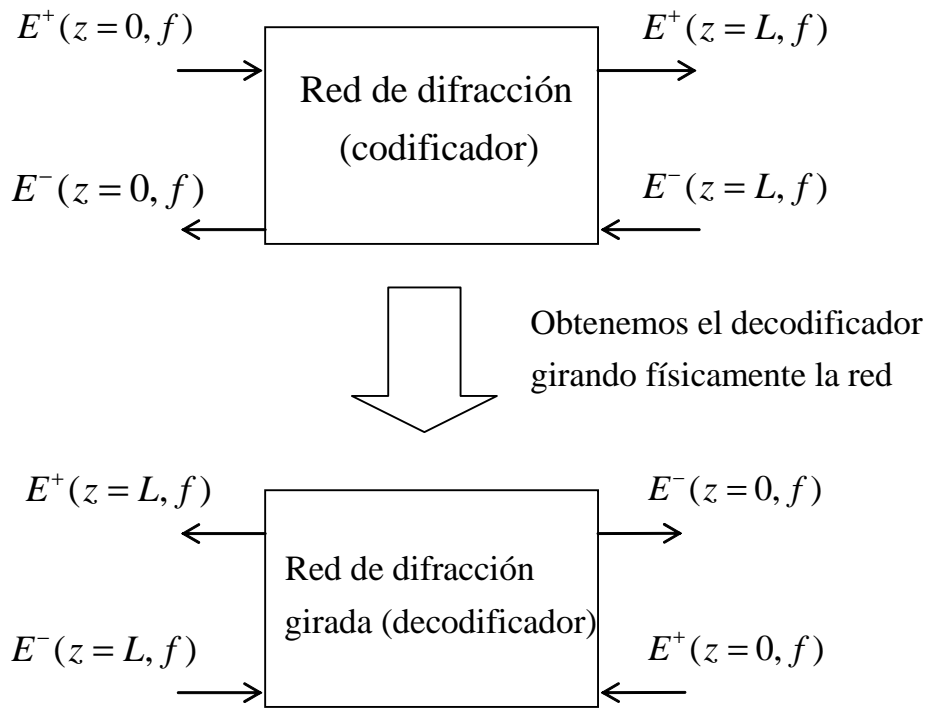 E⁺(z = 0, f)
E⁺(z = L, f)
Red de difracción
(codificador)
E⁻(z = 0, f)
E⁻(z = L, f)
Obtenemos el decodificador
girando físicamente la red
E⁺(z = L, f)
E⁻(z = 0, f)
Red de difracción
girada (decodificador)
E⁻(z = L, f)
E⁺(z = 0, f)